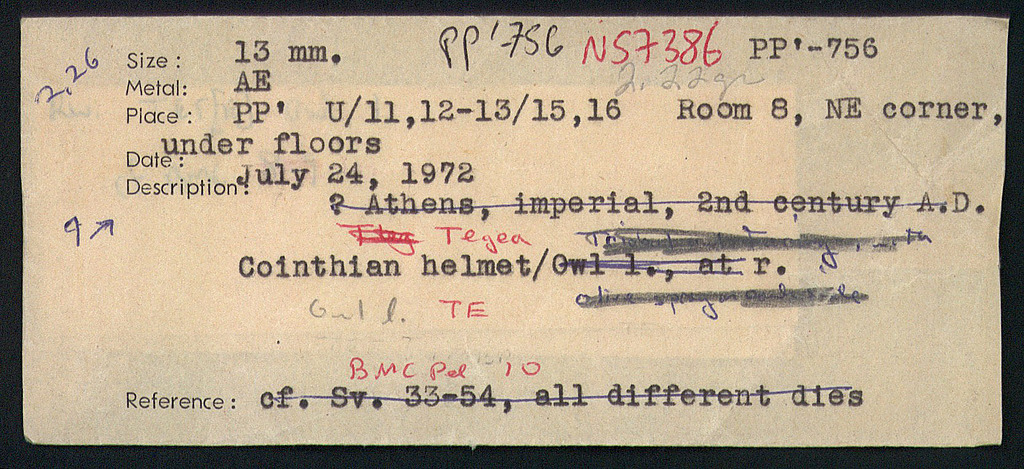 2,26
Size : 13 mm. PP'756 N57386 PP'-756
2.22gr
Metal: AE
Place : PP' U/11,12-13/15,16 Room 8, NE corner,
under floors
Date : July 24, 1972
Description:
? Athens, imperial, 2nd century A.D.
9↗
Tegea
Cointhian helmet/Owl l., at r.
Owl l. TE
BMC Pel 10
Reference : cf. Sv. 33-54, all different dies